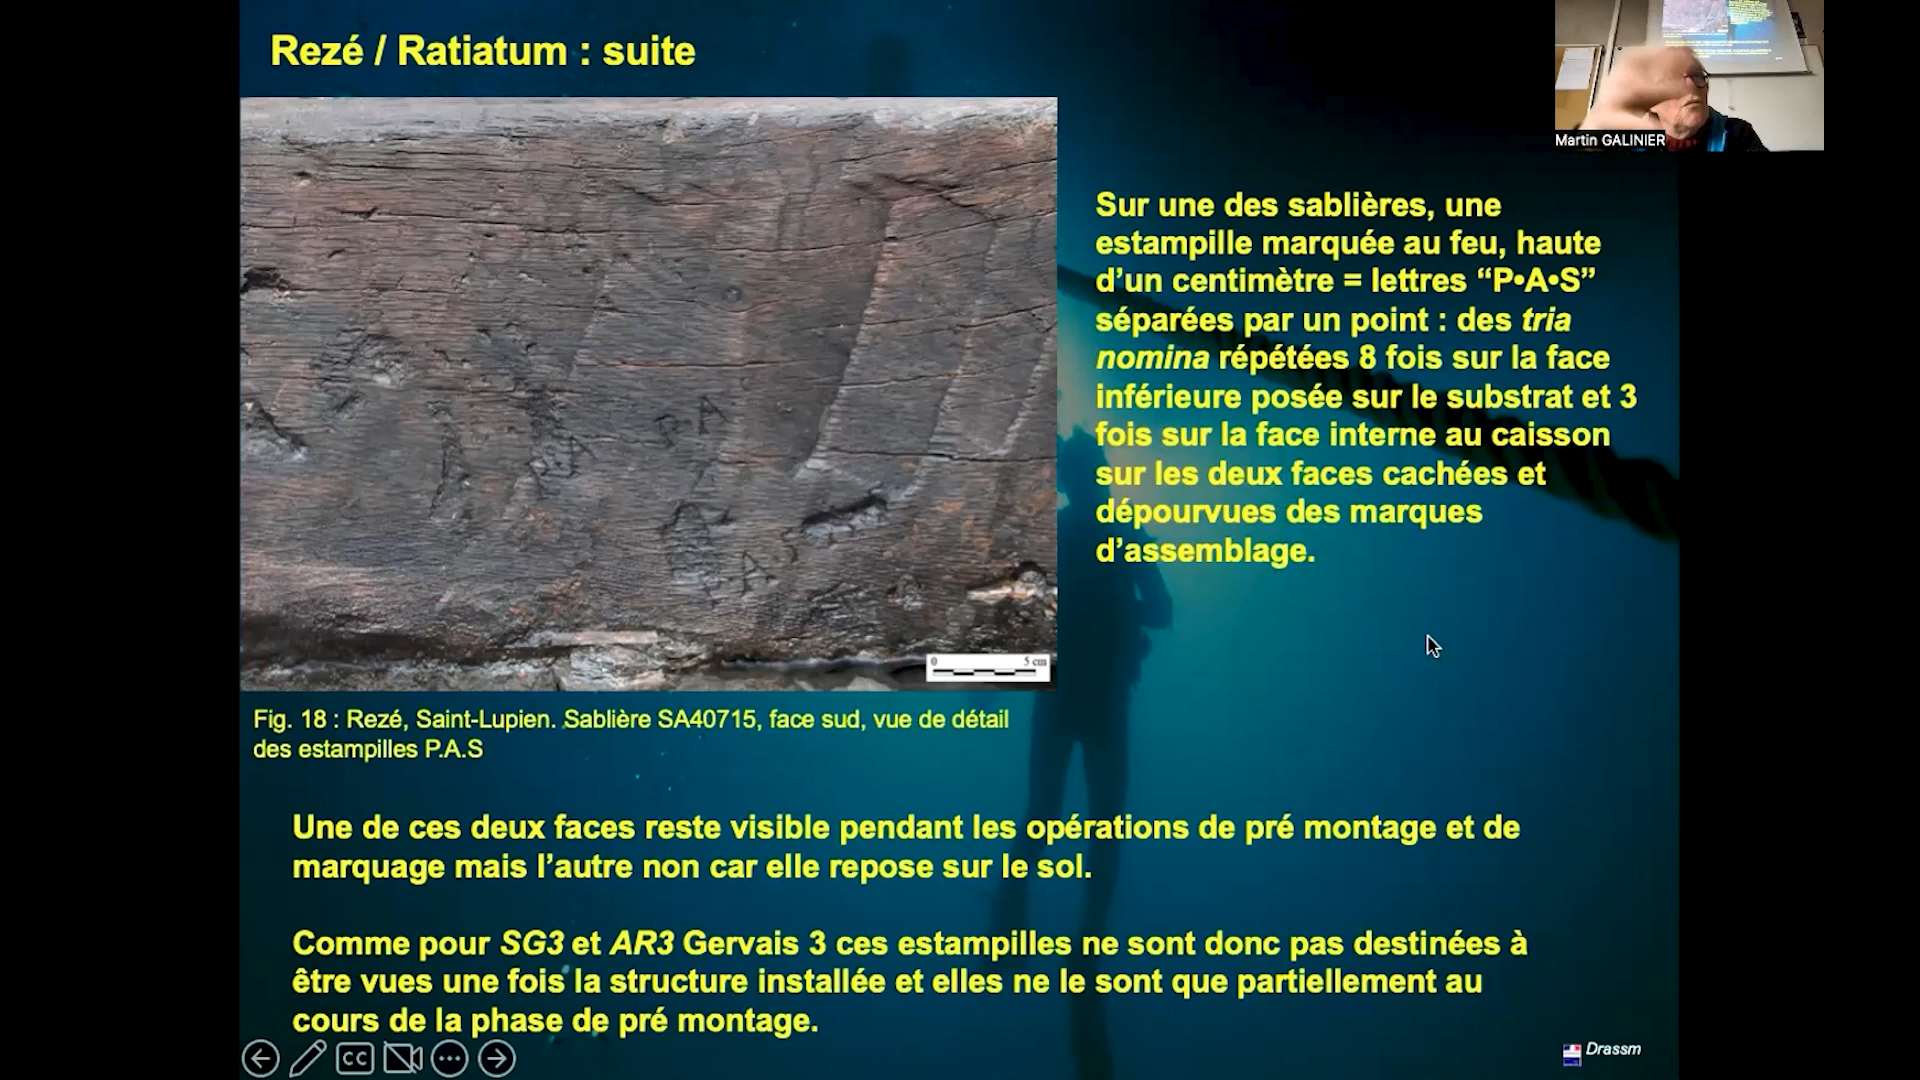 Rezé / Ratiatum : suite
Martin GALINIER
Sur une des sablières, une
estampille marquée au feu, haute
d’un centimètre = lettres “P•A•S”
séparées par un point : des tria
nomina répétées 8 fois sur la face
inférieure posée sur le substrat et 3
fois sur la face interne au caisson
sur les deux faces cachées et
dépourvues des marques
d’assemblage.
0 5 cm
Fig. 18 : Rezé, Saint-Lupien. Sablière SA40715, face sud, vue de détail
des estampilles P.A.S
Une de ces deux faces reste visible pendant les opérations de pré montage et de
marquage mais l’autre non car elle repose sur le sol.
Comme pour SG3 et AR3 Gervais 3 ces estampilles ne sont donc pas destinées à
être vues une fois la structure installée et elles ne le sont que partiellement au
cours de la phase de pré montage.
CC
Drassm